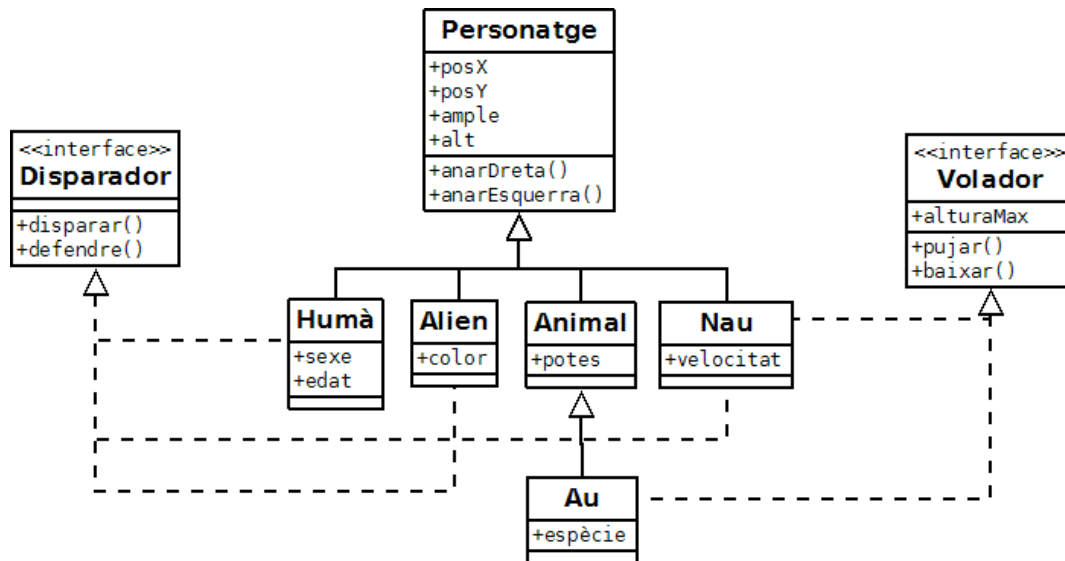 Personatge
+posX
+posY
+ample
+alt
+anarDreta()
+anarEsquerra()
<<interface>>
Disparador
+disparar()
+defendre()
<<interface>>
Volador
+alturaMax
+pujar()
+baixar()
Humà
+sexe
+edat
Alien
+color
Animal
+potes
Nau
+velocitat
Au
+espècie